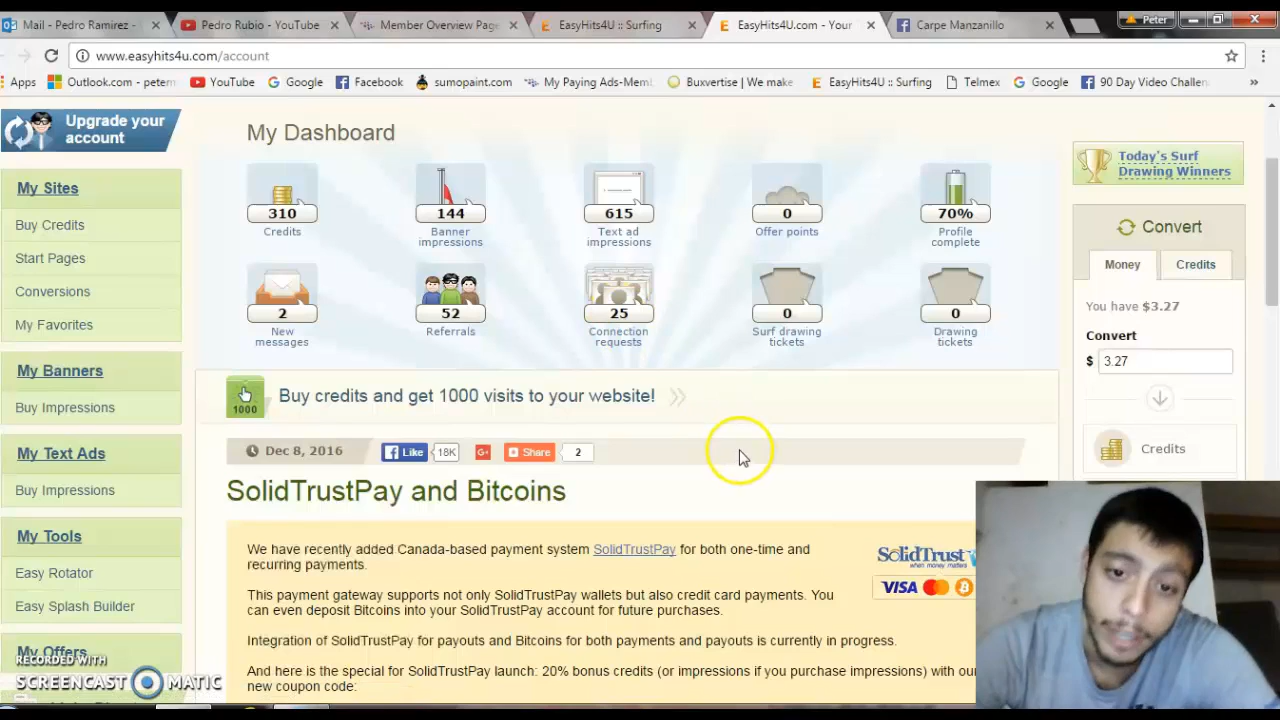 Mail - Pedro Ramirez -
Pedro Rubio - YouTube
Member Overview Page
EasyHits4U :: Surfing
EasyHits4U.com - Your
Carpe Manzanillo
Peter
www.easyhits4u.com/account
Apps
Outlook.com - peterm
YouTube
Google
Facebook
sumopaint.com
My Paying Ads-Memb
Buxvertise | We make
EasyHits4U :: Surfing
Telmex
Google
90 Day Video Challen
»
Upgrade your
account
My Sites
Buy Credits
Start Pages
Conversions
My Favorites
My Banners
Buy Impressions
My Text Ads
Buy Impressions
My Tools
Easy Rotator
Easy Splash Builder
My Offers
My Dashboard
310
Credits
144
Banner
impressions
615
Text ad
impressions
0
Offer points
70%
Profile
complete
2
New
messages
52
Referrals
25
Connection
requests
0
Surf drawing
tickets
0
Drawing
tickets
1000
Buy credits and get 1000 visits to your website!
Dec 8, 2016
Like
18K
G+
Share
2
SolidTrustPay and Bitcoins
We have recently added Canada-based payment system SolidTrustPay for both one-time and
recurring payments.
This payment gateway supports not only SolidTrustPay wallets but also credit card payments. You
can even deposit Bitcoins into your SolidTrustPay account for future purchases.
Integration of SolidTrustPay for payouts and Bitcoins for both payments and payouts is currently in progress.
And here is the special for SolidTrustPay launch: 20% bonus credits (or impressions if you purchase impressions) with our
new coupon code:
SolidTrust
when money matters
VISA
Today's Surf
Drawing Winners
Convert
Money
Credits
You have $3.27
Convert
$ 3.27
Credits
RECORDED WITH
SCREENCAST MATIC